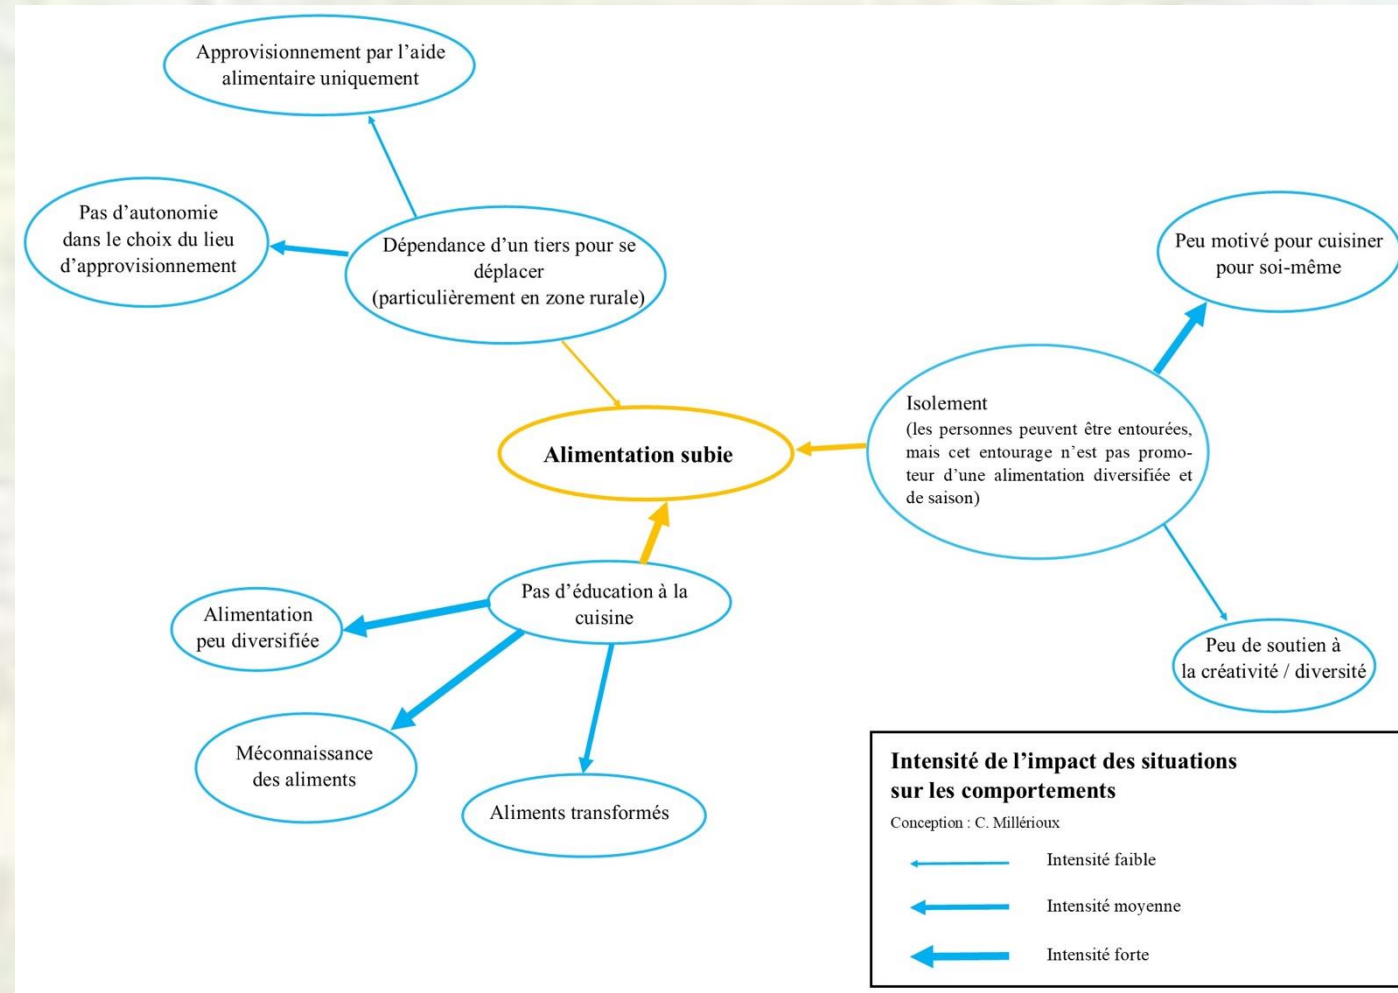 Approvisionnement par l’aide
alimentaire uniquement
Pas d’autonomie
dans le choix du lieu
d’approvisionnement
Dépendance d’un tiers pour se
déplacer
(particulièrement en zone rurale)
Peu motivé pour cuisiner
pour soi-même
Isolement
(les personnes peuvent être entourées,
mais cet entourage n’est pas promo-
teur d’une alimentation diversifiée et
de saison)
Alimentation subie
Pas d’éducation à la
cuisine
Alimentation
peu diversifiée
Peu de soutien à
la créativité / diversité
Méconnaissance
des aliments
Aliments transformés
Intensité de l’impact des situations
sur les comportements
Conception : C. Millérioux
Intensité faible
Intensité moyenne
Intensité forte